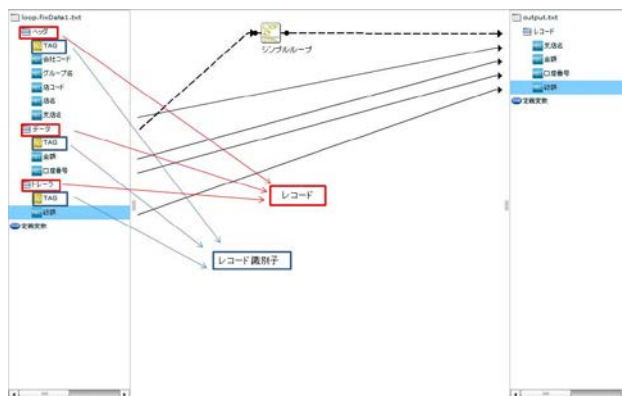 loop.fixData1.txt
ヘッダ
TAG
会社コード
グループ名
店コード
店名
支店名
データ
TAG
金額
口座番号
トレーラ
TAG
総額
定義変数
シンプルループ
レコード
レコード識別子
output.txt
レコード
支店名
金額
口座番号
総額
定義変数